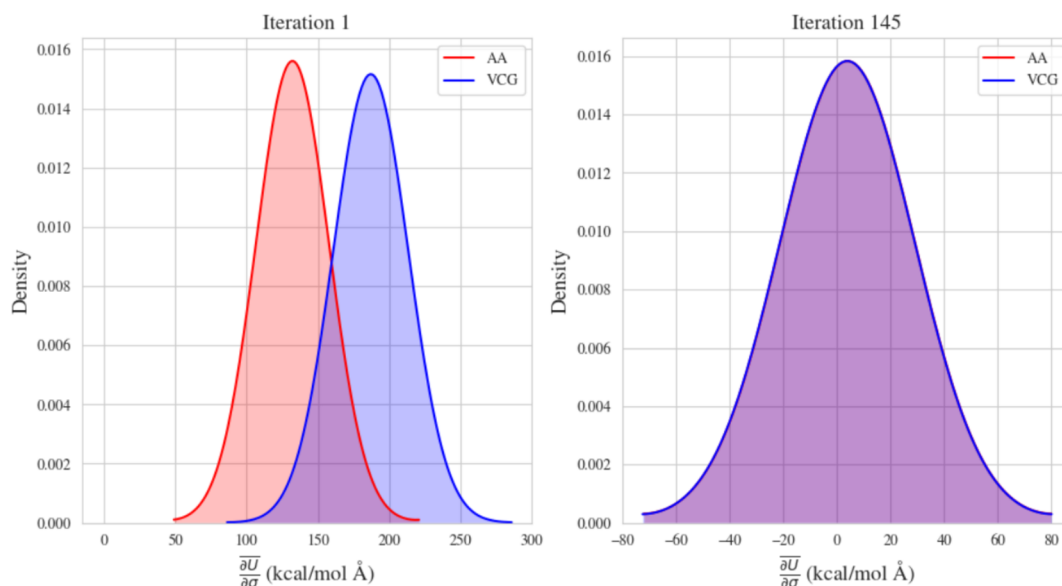 Iteration 1
0.016
0.014
0.012
0.010
0.008
0.006
0.004
0.002
0.000
Density
AA
VCG
0 50 100 150 200 250 300
∂U/∂σ (kcal/mol Å)
Iteration 145
0.016
0.014
0.012
0.010
0.008
0.006
0.004
0.002
0.000
Density
AA
VCG
−80 −60 −40 −20 0 20 40 60 80
∂U/∂σ (kcal/mol Å)